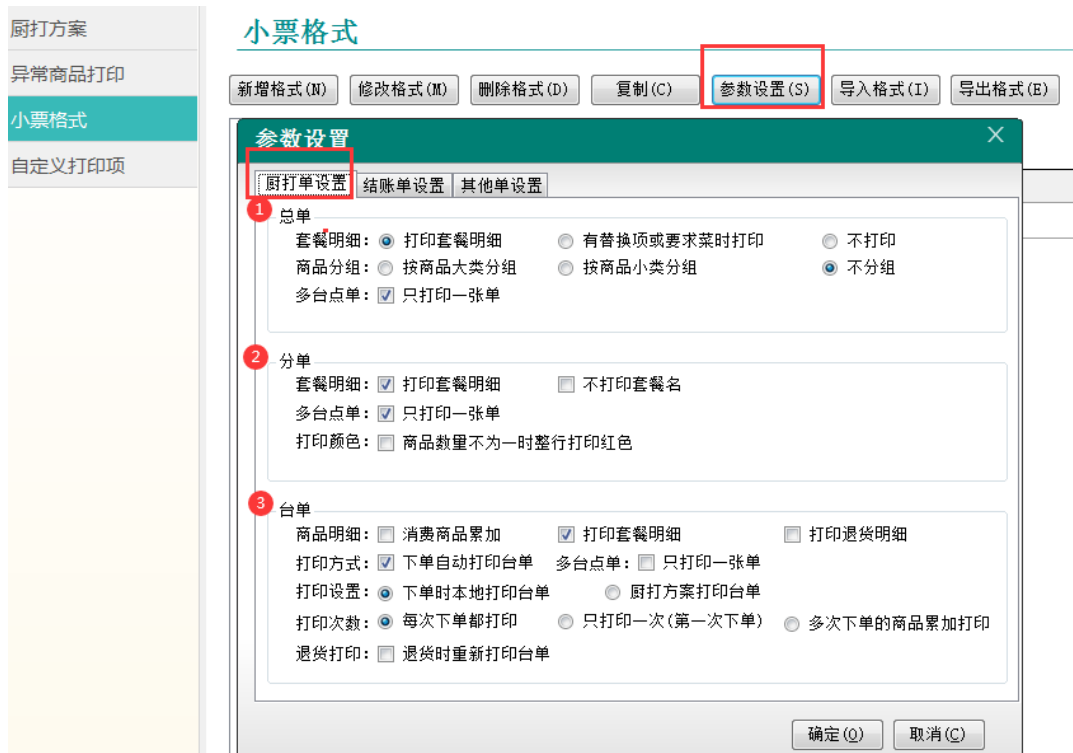 厨打方案
异常商品打印
小票格式
自定义打印项
小票格式
新增格式(N) 修改格式(M) 删除格式(D) 复制(C) 参数设置(S) 导入格式(I) 导出格式(E)
参数设置
厨打单设置 结账单设置 其他单设置
1 总单
套餐明细: 打印套餐明细 有替换项或要求菜时打印 不打印
商品分组: 按商品大类分组 按商品小类分组 不分组
多台点单: 只打印一张单
2 分单
套餐明细: 打印套餐明细 不打印套餐名
多台点单: 只打印一张单
打印颜色: 商品数量不为一时整行打印红色
3 台单
商品明细: 消费商品累加 打印套餐明细 打印退货明细
打印方式: 下单自动打印台单 多台点单: 只打印一张单
打印设置: 下单时本地打印台单 厨打方案打印台单
打印次数: 每次下单都打印 只打印一次(第一次下单) 多次下单的商品累加打印
退货打印: 退货时重新打印台单
确定(O) 取消(C)